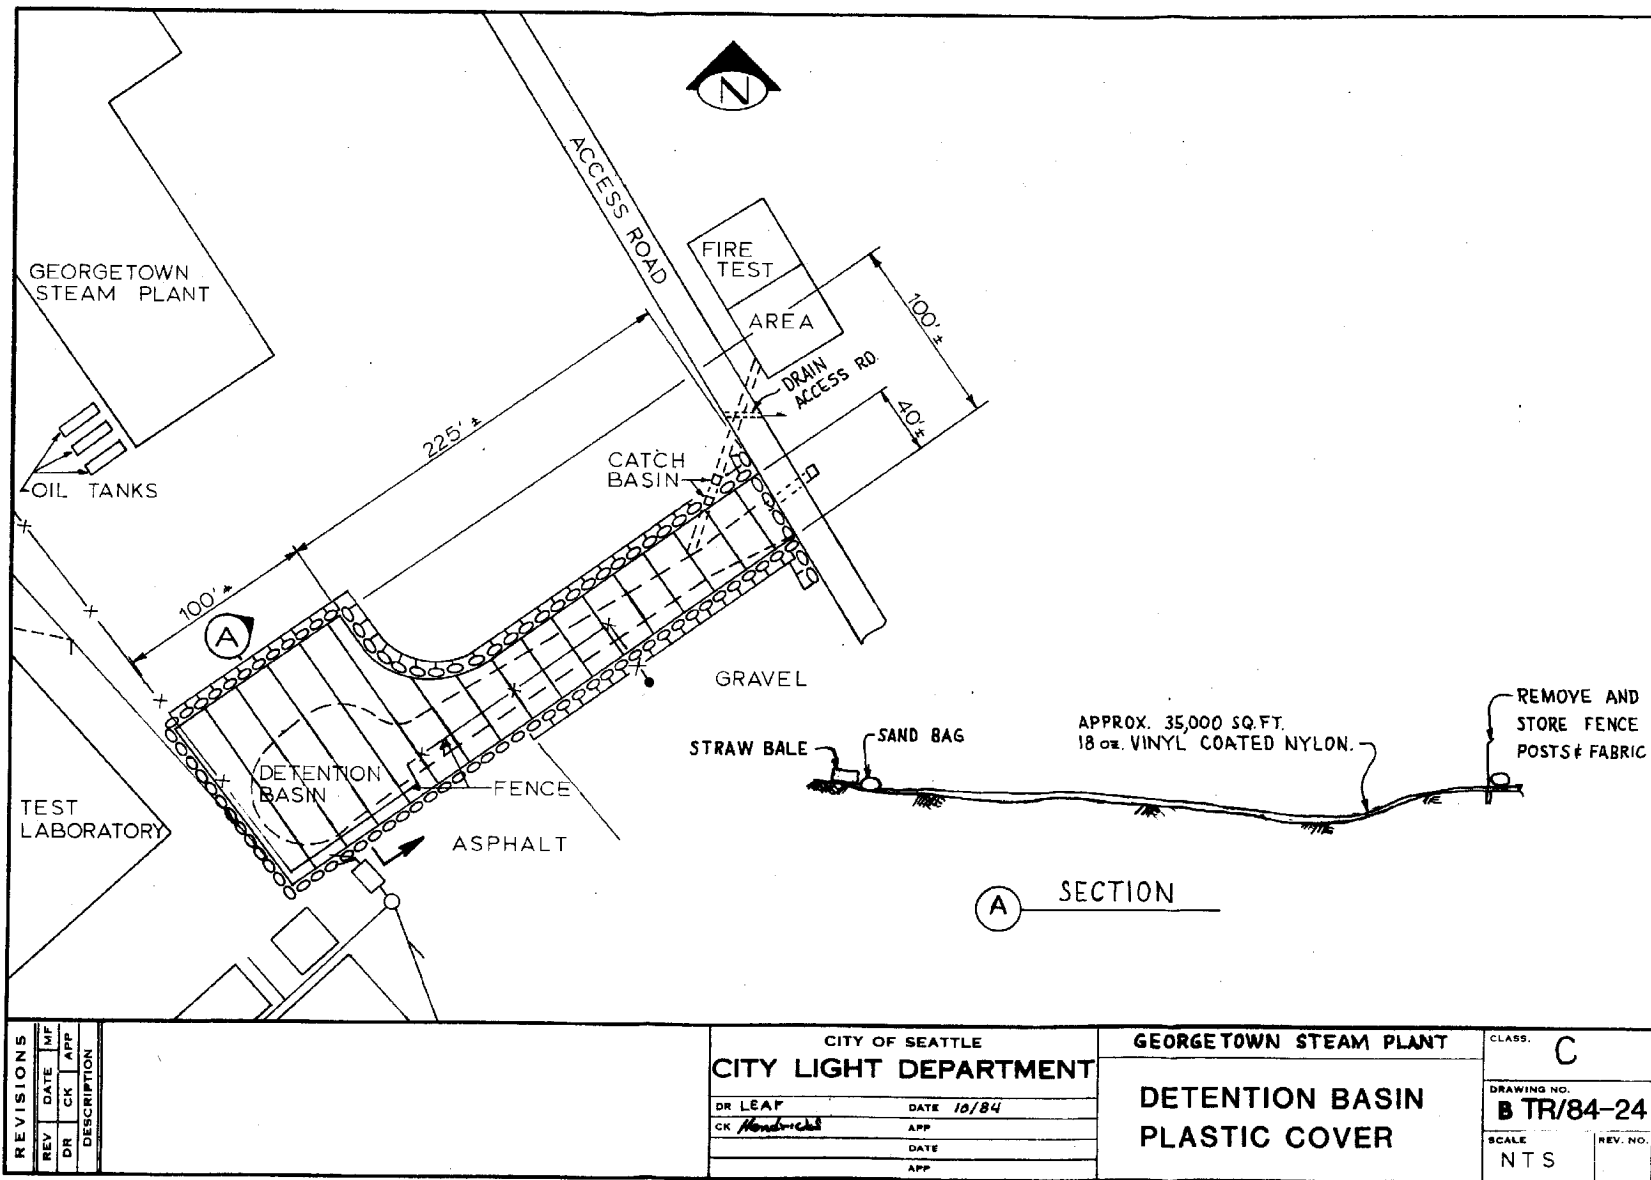 N
ACCESS ROAD
FIRE
TEST
AREA
GEORGETOWN
STEAM PLANT
100'±
DRAIN
ACCESS RD.
40'±
225'±
CATCH
BASIN
OIL TANKS
100'±
A
GRAVEL
DETENTION
BASIN
FENCE
ASPHALT
TEST
LABORATORY
STRAW BALE
SAND BAG
APPROX. 35,000 SQ.FT.
18 oz. VINYL COATED NYLON.
REMOVE AND
STORE FENCE
POSTS & FABRIC
A SECTION
REVISIONS
REV DATE MF
DR CK APP
DESCRIPTION
CITY OF SEATTLE
CITY LIGHT DEPARTMENT
DR LEAF DATE 10/84
CK APP
DATE
APP
GEORGETOWN STEAM PLANT
DETENTION BASIN
PLASTIC COVER
CLASS. C
DRAWING NO.
B TR/84-24
SCALE
NTS
REV. NO.